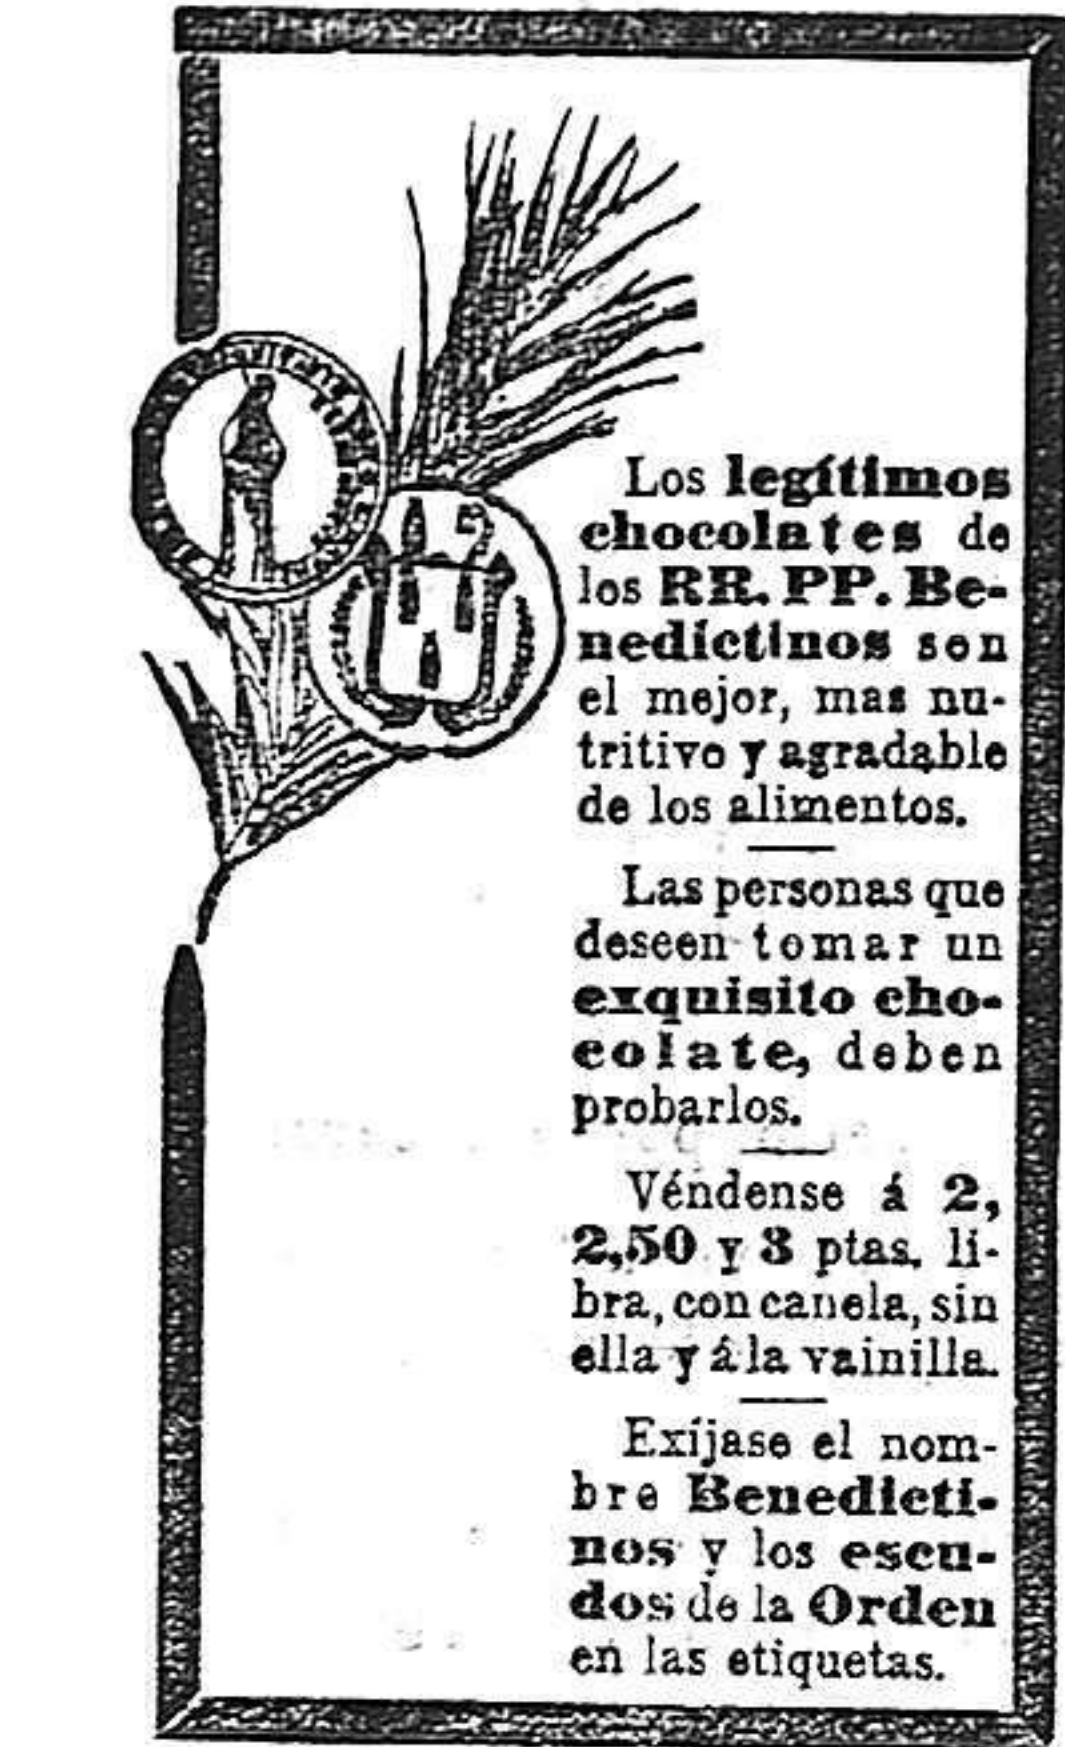 Los legítimos
chocolates de
los RR. PP. Be-
nedictinos son
el mejor, mas nu-
tritivo y agradable
de los alimentos.
Las personas que
deseen tomar un
exquisito cho-
colate, deben
probarlos.
Véndense á 2,
2,50 y 3 ptas. li-
bra, con canela, sin
ella y á la vainilla.
Exíjase el nom-
bre Benedicti-
nos y los escu-
dos de la Orden
en las etiquetas.